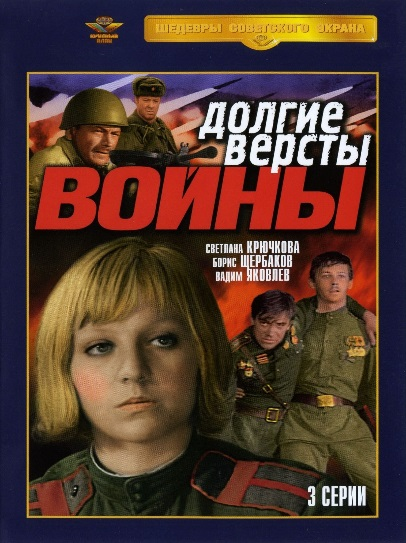 ШЕДЕВРЫ СОВЕТСКОГО ЭКРАНА
ДОЛГИЕ
ВЕРСТЫ
ВОЙНЫ
СВЕТЛАНА КРЮЧКОВА
БОРИС ЩЕРБАКОВ
ВАДИМ ЯКОВЛЕВ
3 СЕРИИ